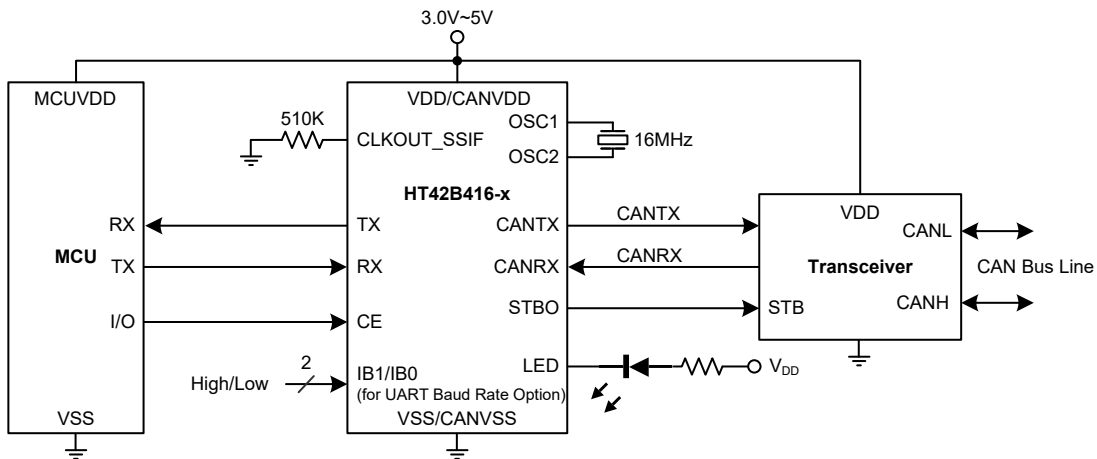 3.0V~5V
MCUVDD
VDD/CANVDD
510K
CLKOUT_SSIF
OSC1
16MHz
OSC2
HT42B416-x
VDD
RX
TX
CANTX
CANTX
CANL
MCU
TX
RX
CANRX
CANRX
Transceiver
CAN Bus Line
I/O
CE
STBO
STB
CANH
LED
VDD
High/Low
2
IB1/IB0
(for UART Baud Rate Option)
VSS
VSS/CANVSS